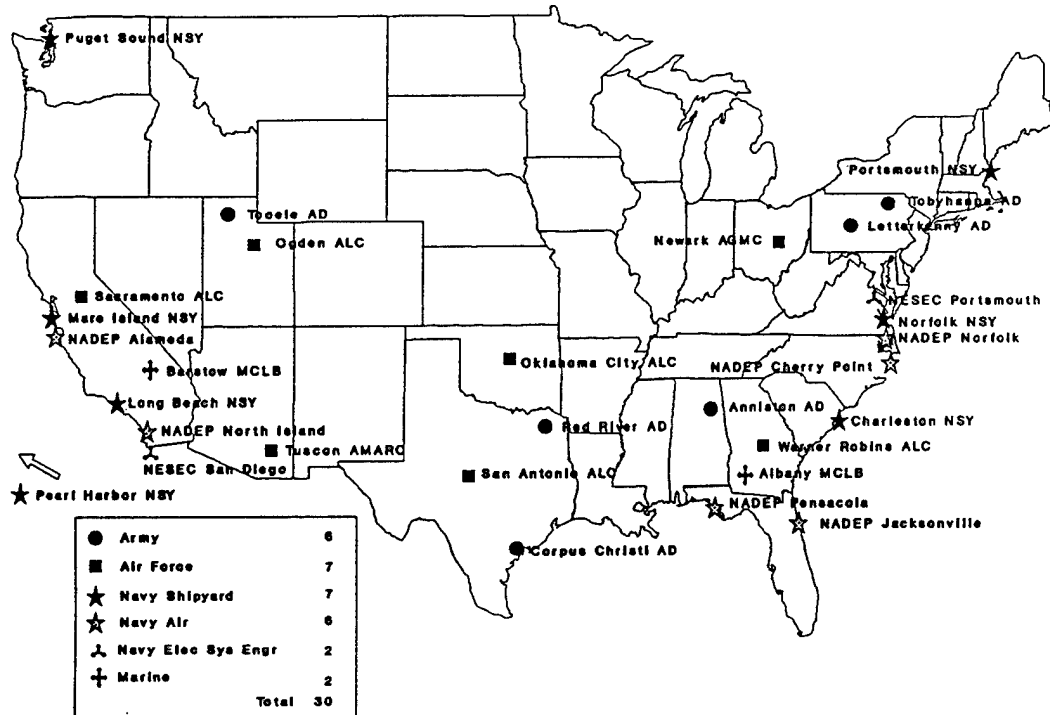 Puget Sound NSY
Portsmouth NSY
Tobyhanna AD
Letterkenny AD
Tooele AD
Ogden ALC
Newark AGMC
Sacramento ALC
Mare Island NSY
NADEP Alameda
NESEC Portsmouth
Norfolk NSY
NADEP Norfolk
Barstow MCLB
Oklahoma City ALC
NADEP Cherry Point
Long Beach NSY
Anniston AD
Red River AD
Charleston NSY
NADEP North Island
Tuscon AMARC
Warner Robins ALC
NESEC San Diego
San Antonio ALC
Albany MCLB
Pearl Harbor NSY
NADEP Pensacola
NADEP Jacksonville
Corpus Christi AD
Army 6
Air Force 7
Navy Shipyard 7
Navy Air 6
Navy Elec Sys Engr 2
Marine 2
Total 30